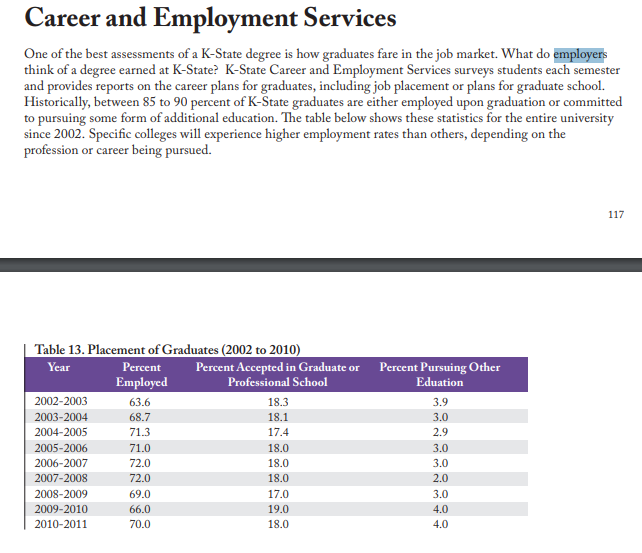 Career and Employment Services
One of the best assessments of a K-State degree is how graduates fare in the job market. What do employers
think of a degree earned at K-State? K-State Career and Employment Services surveys students each semester
and provides reports on the career plans for graduates, including job placement or plans for graduate school.
Historically, between 85 to 90 percent of K-State graduates are either employed upon graduation or committed
to pursuing some form of additional education. The table below shows these statistics for the entire university
since 2002. Specific colleges will experience higher employment rates than others, depending on the
profession or career being pursued.
117
Table 13. Placement of Graduates (2002 to 2010)
Year Percent Percent Accepted in Graduate or Percent Pursuing Other
Employed Professional School Eduation
2002-2003 63.6 18.3 3.9
2003-2004 68.7 18.1 3.0
2004-2005 71.3 17.4 2.9
2005-2006 71.0 18.0 3.0
2006-2007 72.0 18.0 3.0
2007-2008 72.0 18.0 2.0
2008-2009 69.0 17.0 3.0
2009-2010 66.0 19.0 4.0
2010-2011 70.0 18.0 4.0